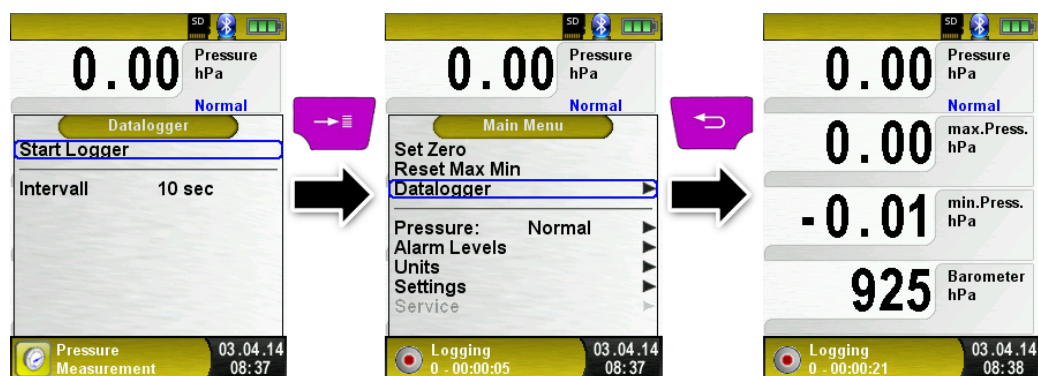 SD
0.00 Pressure
hPa
Normal
Datalogger
Start Logger
Intervall 10 sec
Pressure
Measurement
03.04.14
08:37
SD
0.00 Pressure
hPa
Normal
Main Menu
Set Zero
Reset Max Min
Datalogger
Pressure: Normal
Alarm Levels
Units
Settings
Service
Logging
0 - 00:00:05
03.04.14
08:37
SD
0.00 Pressure
hPa
Normal
0.00 max.Press.
hPa
-0.01 min.Press.
hPa
925 Barometer
hPa
Logging
0 - 00:00:21
03.04.14
08:38